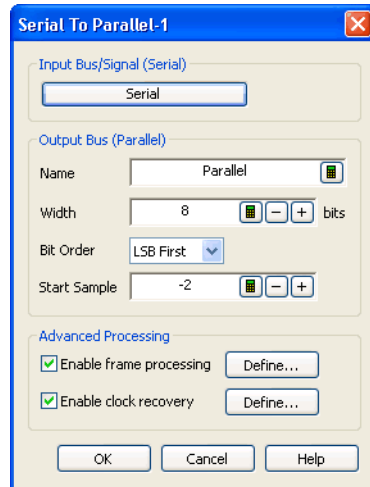 Serial To Parallel-1
Input Bus/Signal (Serial)
Serial
Output Bus (Parallel)
Name Parallel
Width 8 bits
Bit Order LSB First
Start Sample -2
Advanced Processing
Enable frame processing Define...
Enable clock recovery Define...
OK Cancel Help